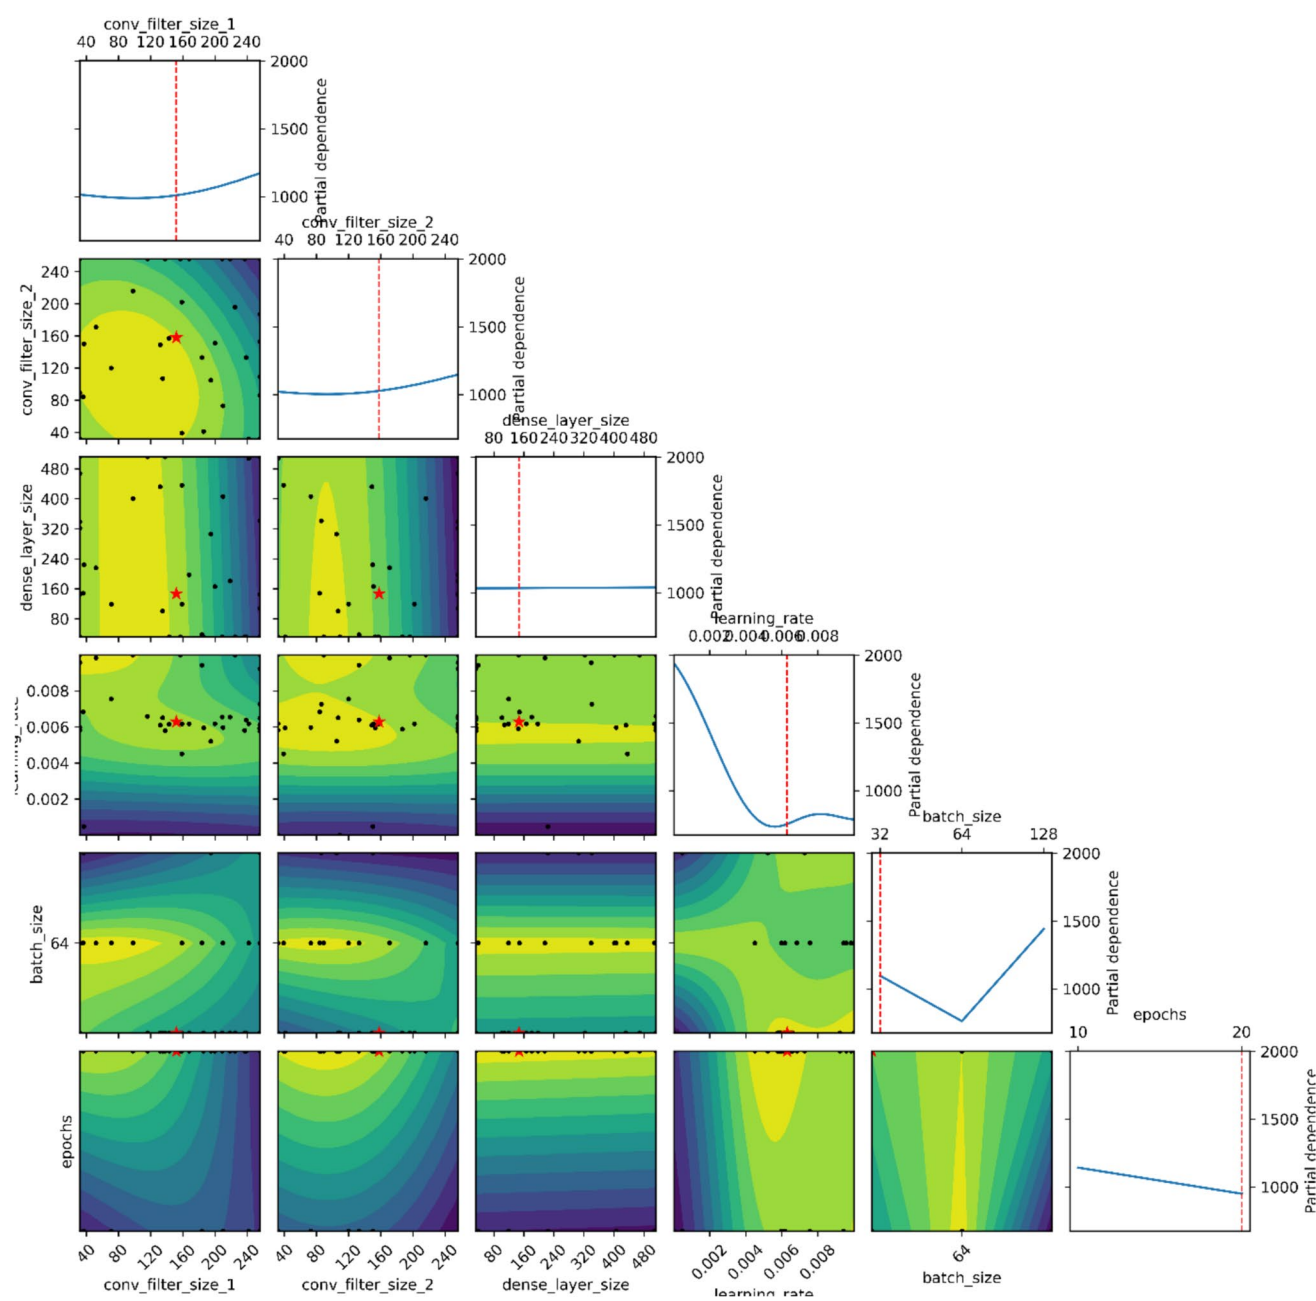 conv_filter_size_1
40 80 120 160 200 240
2000
1500
1000
Partial dependence
conv_filter_size_2
40 80 120 160 200 240
conv_filter_size_2
240
200
160
120
80
40
2000
1500
1000
Partial dependence
dense_layer_size
80 160 240 320 400 480
dense_layer_size
480
400
320
240
160
80
2000
1500
1000
Partial dependence
learning_rate
0.002 0.004 0.006 0.008
learning_rate
0.008
0.006
0.004
0.002
2000
1500
1000
Partial dependence
batch_size
32 64 128
batch_size
64
2000
1500
1000
Partial dependence
epochs
10 20
epochs
2000
1500
1000
Partial dependence
40 80 120 160 200 240
conv_filter_size_1
40 80 120 160 200 240
conv_filter_size_2
80 160 240 320 400 480
dense_layer_size
0.002 0.004 0.006 0.008
learning_rate
64
batch_size